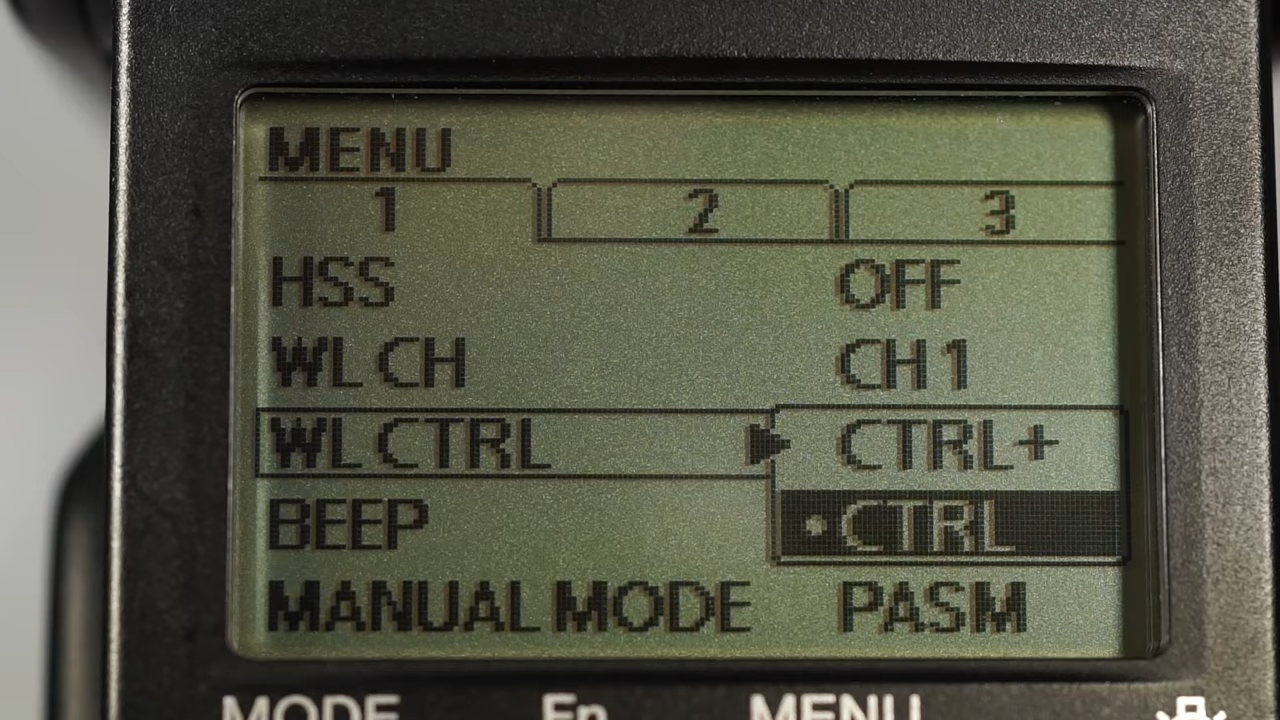 MENU
1 2 3
HSS OFF
WL CH CH 1
WL CTRL CTRL+
BEEP CTRL
MANUAL MODE PASM
MODE Fn MENU